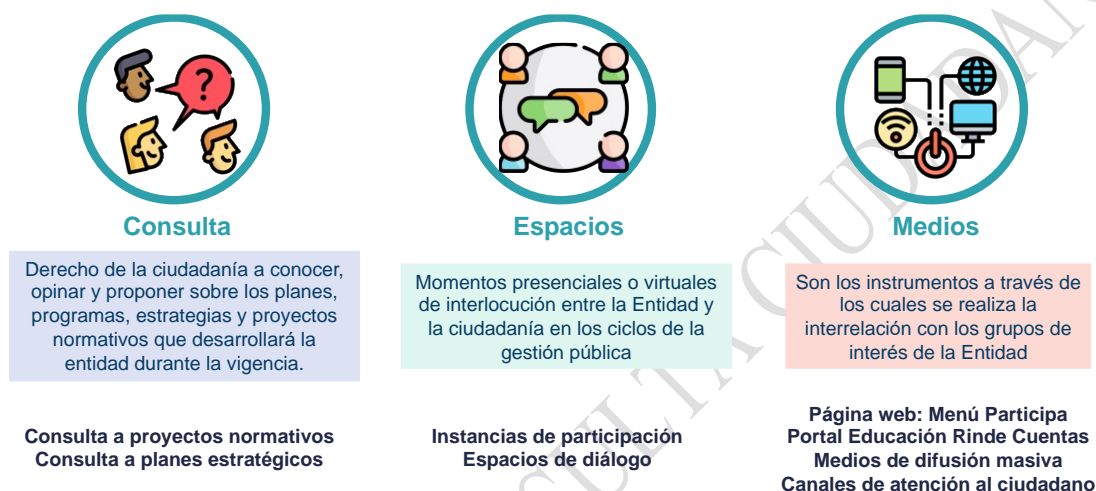 Consulta
Derecho de la ciudadanía a conocer,
opinar y proponer sobre los planes,
programas, estrategias y proyectos
normativos que desarrollará la
entidad durante la vigencia.
Consulta a proyectos normativos
Consulta a planes estratégicos
Espacios
Momentos presenciales o virtuales
de interlocución entre la Entidad y
la ciudadanía en los ciclos de la
gestión pública
Instancias de participación
Espacios de diálogo
Medios
Son los instrumentos a través de
los cuales se realiza la
interrelación con los grupos de
interés de la Entidad
Página web: Menú Participa
Portal Educación Rinde Cuentas
Medios de difusión masiva
Canales de atención al ciudadano